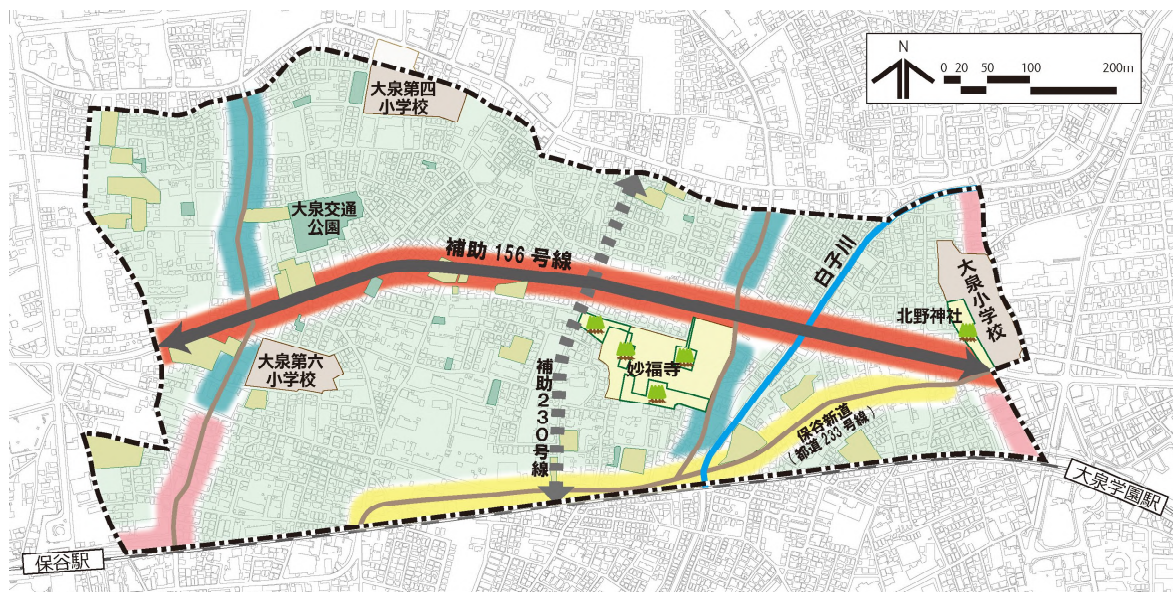 N
0 20 50 100 200m
大泉第四
小学校
大泉交通
公園
補助 156 号線
白子川
大泉小学校
北野神社
大泉第六
小学校
妙福寺
補助230号線
保谷新道
(都道 233 号線)
大泉学園駅
保谷駅